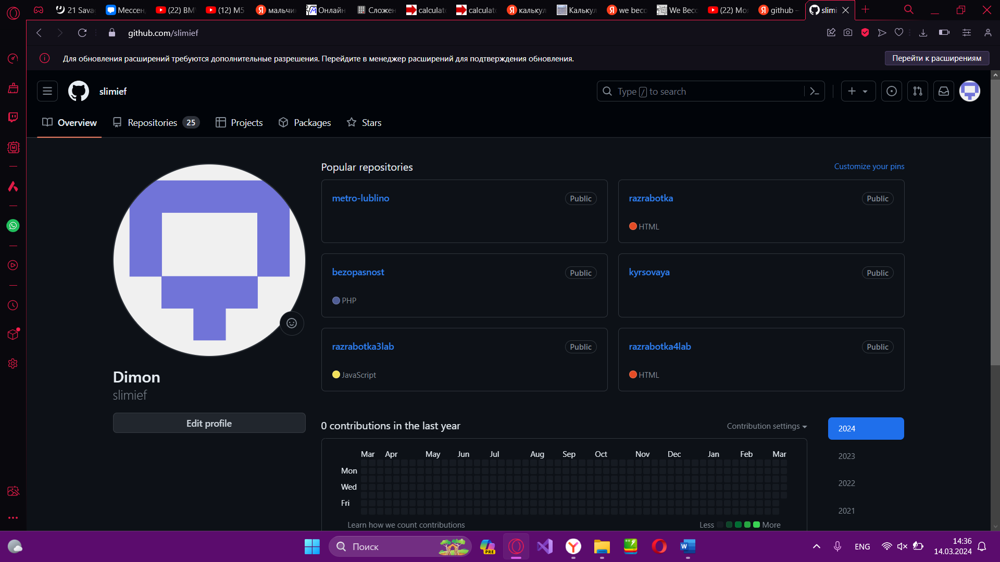 21 Sava
Мессен
(22) BM
(12) M5
мальчи
Онлайн
Сложен
calculat
calculat
кальку
Кальку
we beco
We Becc
(22) Mo
github -
slimi
github.com/slimief
Для обновления расширений требуются дополнительные разрешения. Перейдите в менеджер расширений для подтверждения обновления.
Перейти к расширениям
slimief
Type / to search
Overview
Repositories 25
Projects
Packages
Stars
Popular repositories
Customize your pins
metro-lublino
Public
razrabotka
Public
HTML
bezopasnost
Public
PHP
kyrsovaya
Public
razrabotka3lab
Public
JavaScript
razrabotka4lab
Public
HTML
Dimon
slimief
Edit profile
0 contributions in the last year
Contribution settings
2024
2023
2022
2021
Mar Apr May Jun Jul Aug Sep Oct Nov Dec Jan Feb Mar
Mon
Wed
Fri
Learn how we count contributions
Less
More
Поиск
PRE
ENG
14:36
14.03.2024